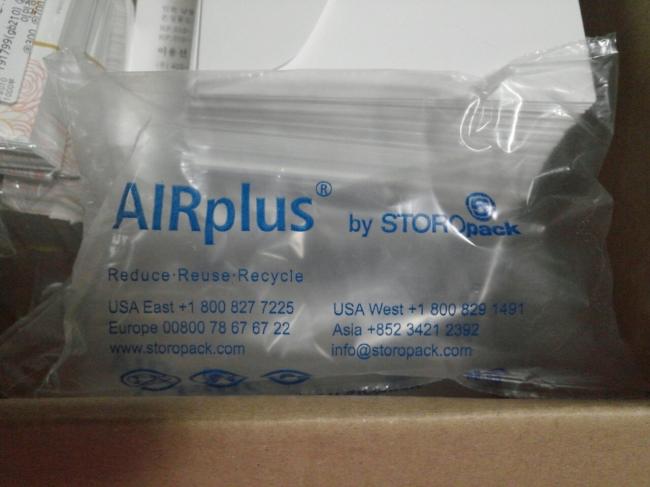 AIRplus® by STOROpack
Reduce·Reuse·Recycle
USA East +1 800 827 7225
USA West +1 800 829 1491
Europe 00800 78 67 67 22
Asia +852 3421 2392
www.storopack.com
info@storopack.com